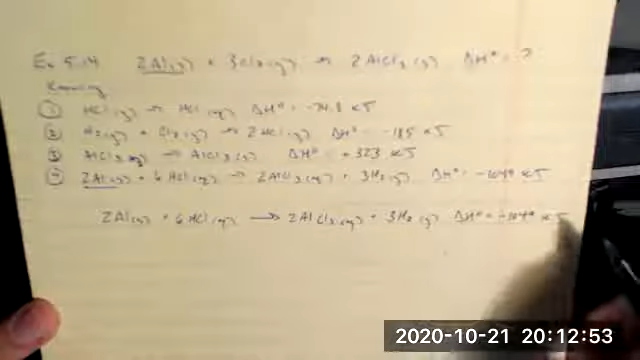 Ex 5.14 2Al(s) + 3Cl₂(g) → 2AlCl₃(s) ΔH° = ?
Knowing
① HCl(g) → HCl(aq) ΔH° = -74.8 kJ
② H₂(g) + Cl₂(g) → 2HCl(g) ΔH° = -185 kJ
③ AlCl₃(aq) → AlCl₃(s) ΔH° = +323 kJ
④ 2Al(s) + 6HCl(aq) → 2AlCl₃(aq) + 3H₂(g) ΔH° = -1049 kJ
2Al(s) + 6HCl(aq) → 2AlCl₃(aq) + 3H₂(g) ΔH° = -1049 kJ
2020-10-21 20:12:53